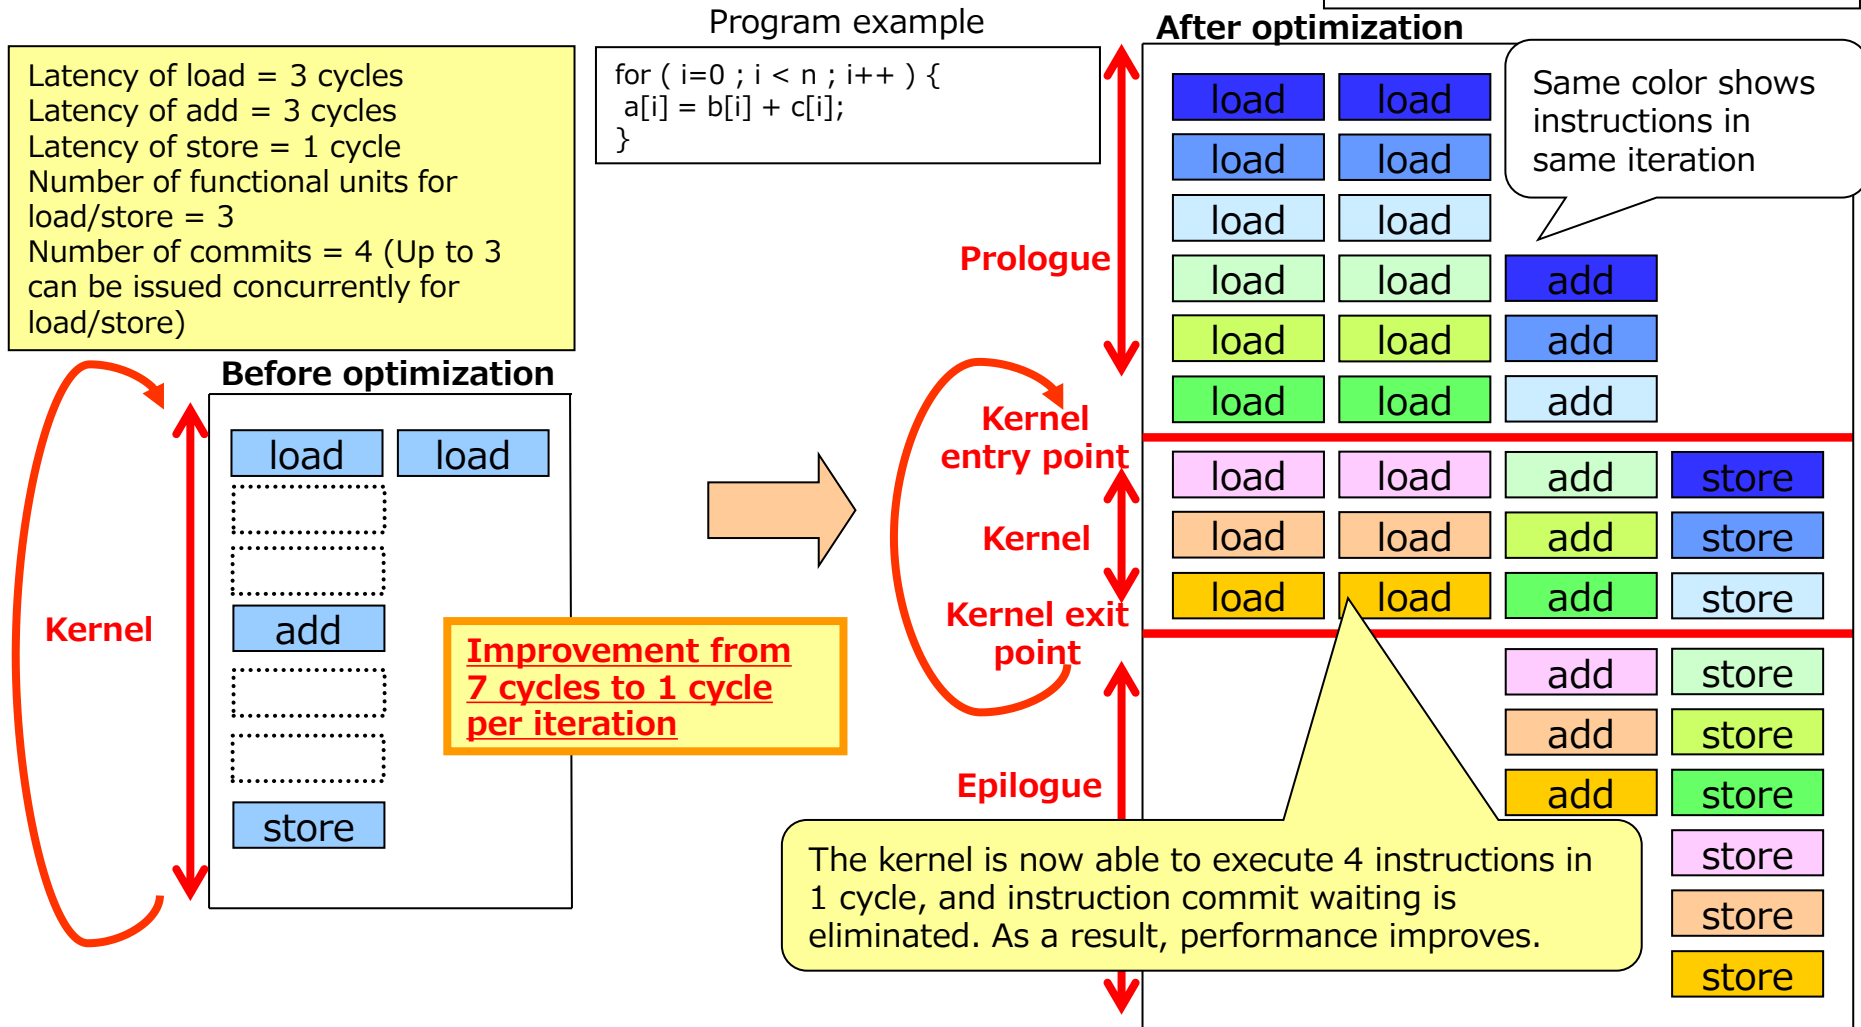 Program example
for ( i=0 ; i < n ; i++ ) {
a[i] = b[i] + c[i];
}
Latency of load = 3 cycles
Latency of add = 3 cycles
Latency of store = 1 cycle
Number of functional units for
load/store = 3
Number of commits = 4 (Up to 3
can be issued concurrently for
load/store)
Before optimization
Kernel
load load
add
store
Improvement from
7 cycles to 1 cycle
per iteration
After optimization
Same color shows
instructions in
same iteration
Prologue
load load
load load
load load
load load add
load load add
load load add
Kernel
entry point
Kernel
Kernel exit
point
load load add store
load load add store
load load add store
Epilogue
add store
add store
add store
store
store
store
The kernel is now able to execute 4 instructions in
1 cycle, and instruction commit waiting is
eliminated. As a result, performance improves.